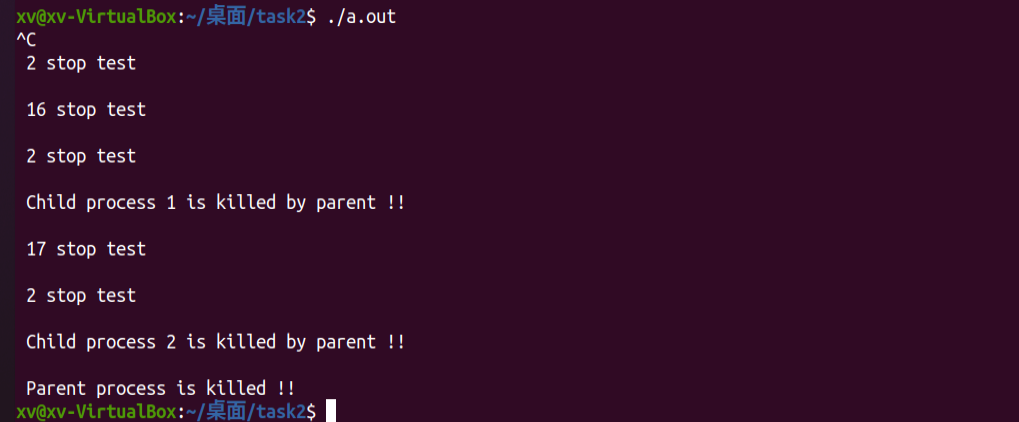 xv@xv-VirtualBox:~/桌面/task2$ ./a.out
^C
2 stop test
16 stop test
2 stop test
Child process 1 is killed by parent !!
17 stop test
2 stop test
Child process 2 is killed by parent !!
Parent process is killed !!
xv@xv-VirtualBox:~/桌面/task2$